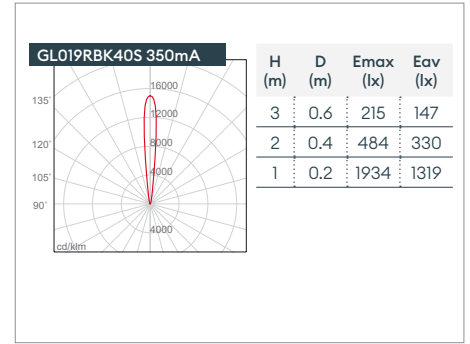 GL019RBK40S 350mA
16000
135°
12000
120°
8000
105°
4000
90°
4000
cd/klm
H D Emax Eav
(m) (m) (lx) (lx)
3 0.6 215 147
2 0.4 484 330
1 0.2 1934 1319